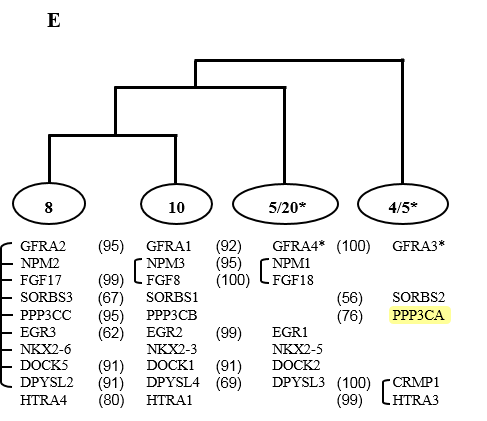 E
8 10 5/20* 4/5*
GFRA2 (95) GFRA1 (92) GFRA4* (100) GFRA3*
NPM2 NPM3 (95) NPM1
FGF17 (99) FGF8 (100) FGF18
SORBS3 (67) SORBS1 (56) SORBS2
PPP3CC (95) PPP3CB (76) PPP3CA
EGR3 (62) EGR2 (99) EGR1
NKX2-6 NKX2-3 NKX2-5
DOCK5 (91) DOCK1 (91) DOCK2
DPYSL2 (91) DPYSL4 (69) DPYSL3 (100) CRMP1
HTRA4 (80) HTRA1 (99) HTRA3